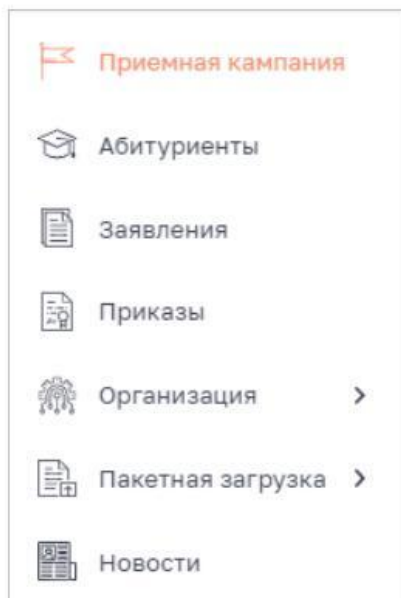 Приемная кампания
Абитуриенты
Заявления
Приказы
Организация
Пакетная загрузка
Новости